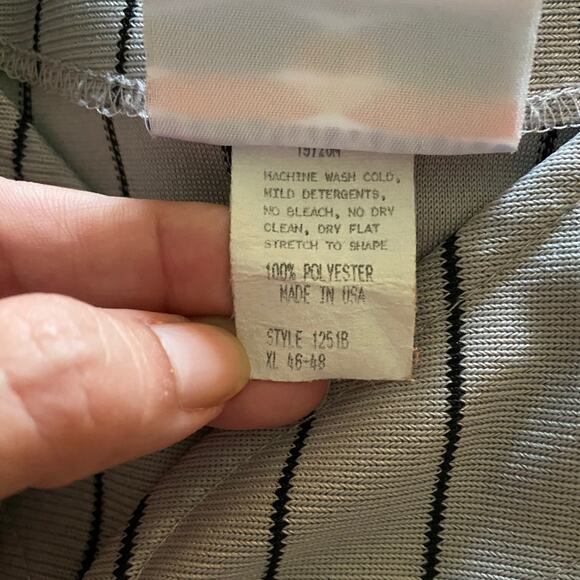 MACHINE WASH COLD,
MILD DETERGENTS,
NO BLEACH, NO DRY
CLEAN, DRY FLAT
STRETCH TO SHAPE
100% POLYESTER
MADE IN USA
STYLE 1251B
XL 46-48